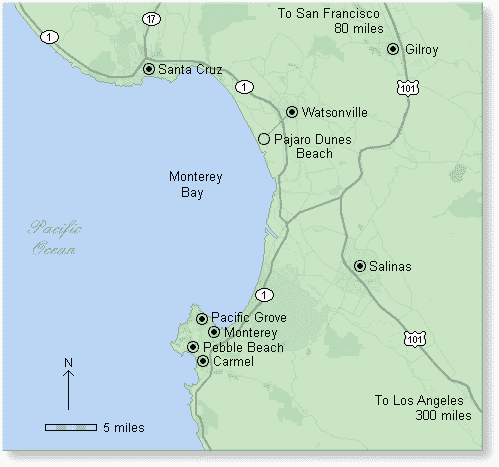 To San Francisco
80 miles
17
1
Gilroy
Santa Cruz
1
101
Watsonville
Pajaro Dunes
Beach
Monterey
Bay
Pacific
Ocean
Salinas
1
Pacific Grove
Monterey
101
Pebble Beach
Carmel
N
To Los Angeles
300 miles
5 miles